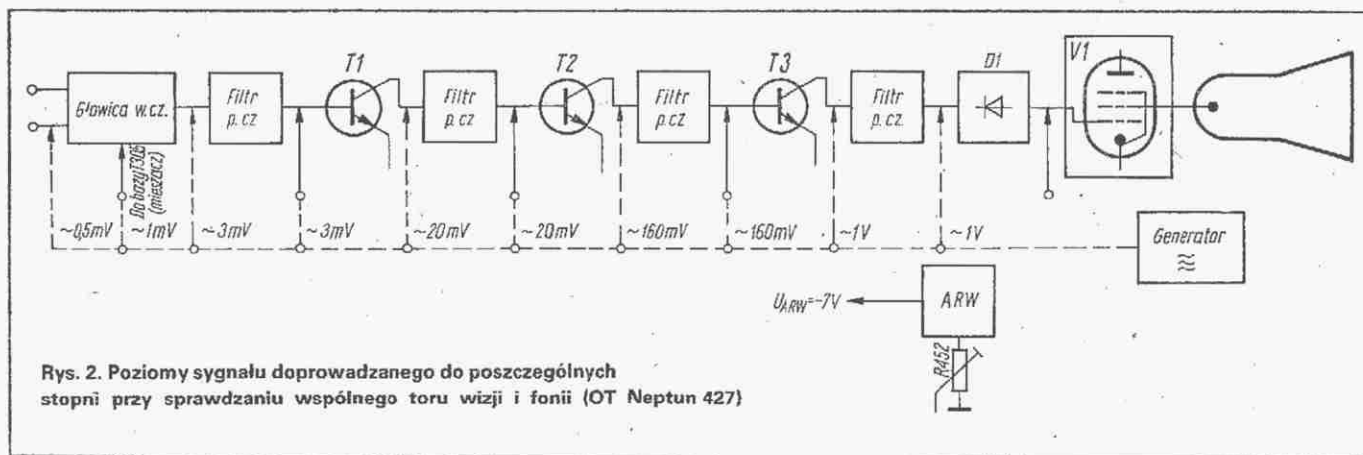 T1
T2
T3
D1
V1
Głowica w.cz.
Filtr
p.cz
Filtr
p.cz
Filtr
p.cz
Filtr
p.cz.
Do bazy T305
(mieszacz)
~0,5mV
~1mV
~3mV
~3mV
~20mV
~20mV
~160mV
~160mV
~1V
~1V
Generator
≈
U_ARW=-7V
ARW
R452
Rys. 2. Poziomy sygnału doprowadzanego do poszczególnych
stopni przy sprawdzaniu wspólnego toru wizji i fonii (OT Neptun 427)